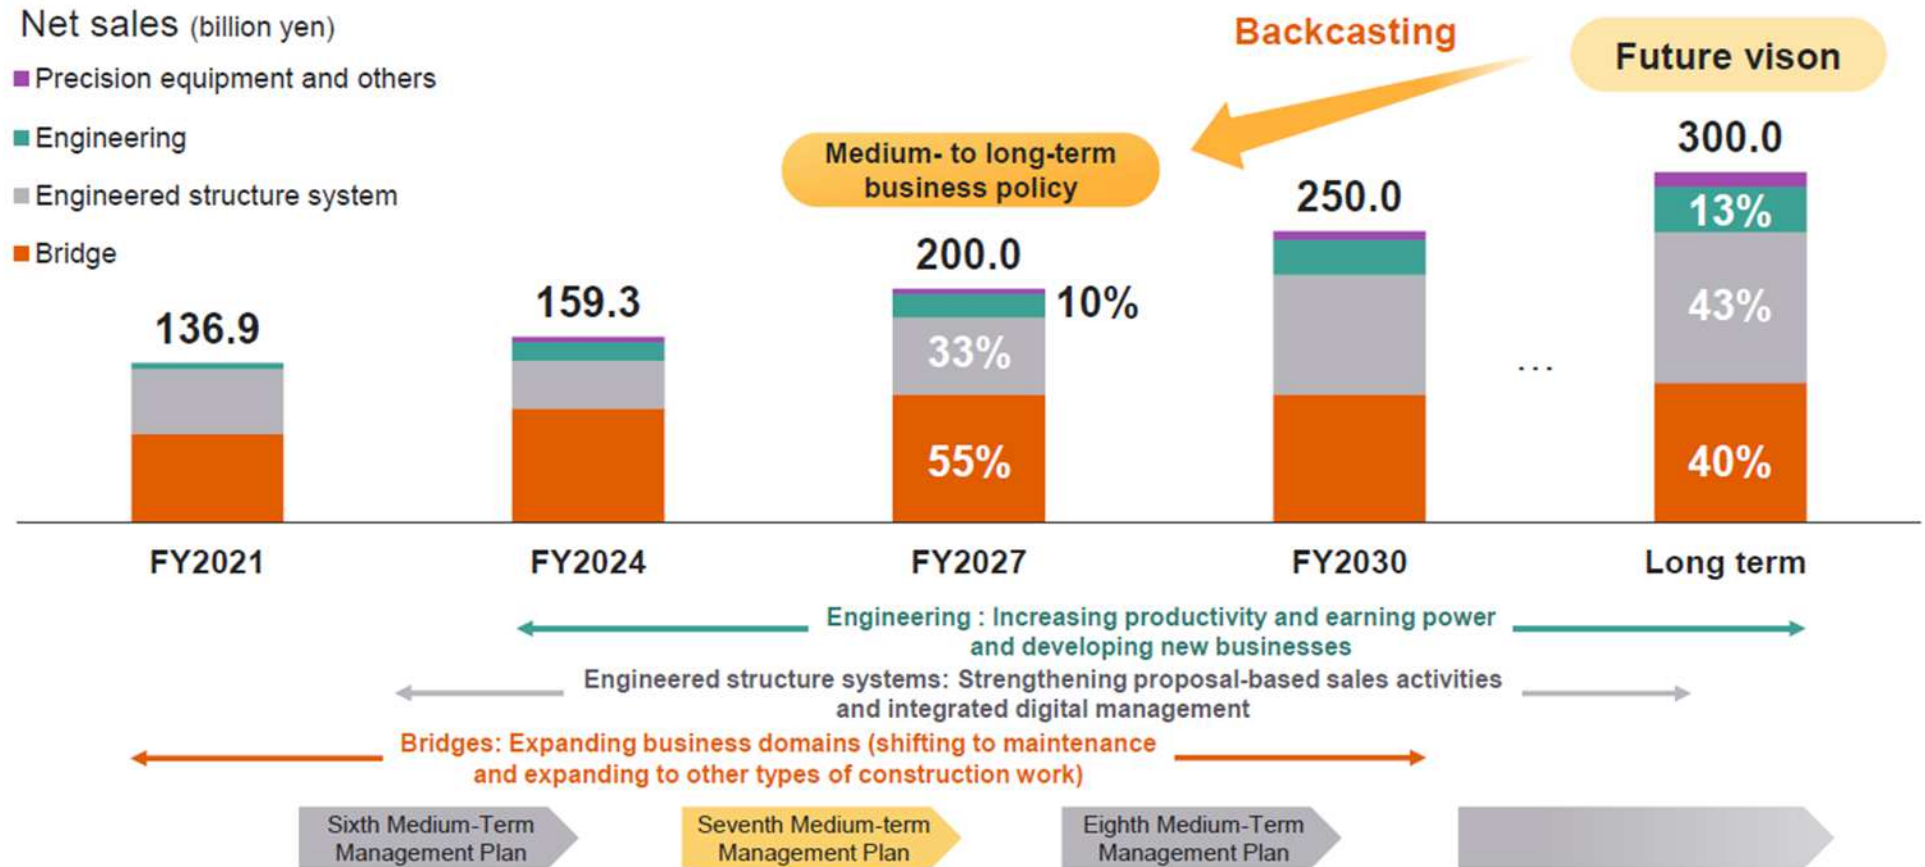 Net sales (billion yen)
Precision equipment and others
Engineering
Engineered structure system
Bridge
Backcasting
Future vison
Medium- to long-term
business policy
136.9
159.3
200.0
250.0
300.0
10%
33%
55%
13%
43%
40%
...
FY2021
FY2024
FY2027
FY2030
Long term
Engineering : Increasing productivity and earning power
and developing new businesses
Engineered structure systems: Strengthening proposal-based sales activities
and integrated digital management
Bridges: Expanding business domains (shifting to maintenance
and expanding to other types of construction work)
Sixth Medium-Term
Management Plan
Seventh Medium-term
Management Plan
Eighth Medium-Term
Management Plan